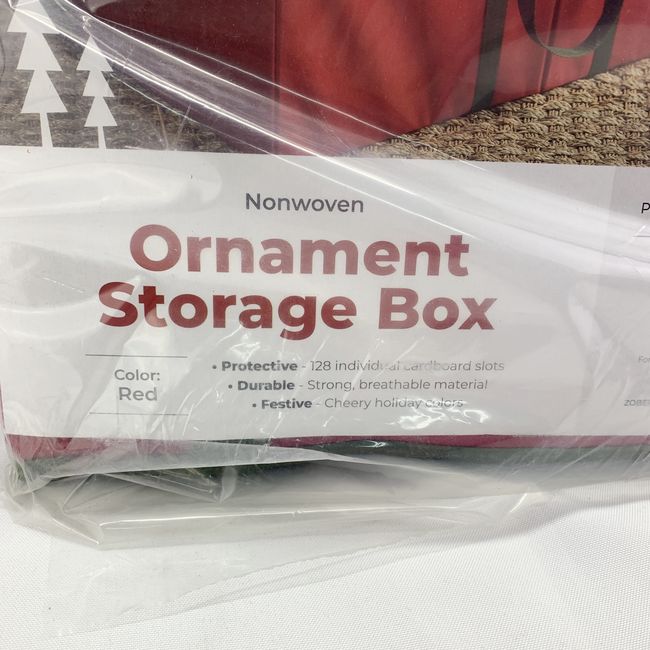 Nonwoven
Ornament
Storage Box
Color:
Red
• Protective - 128 individual cardboard slots
• Durable - Strong, breathable material
• Festive - Cheery holiday colors